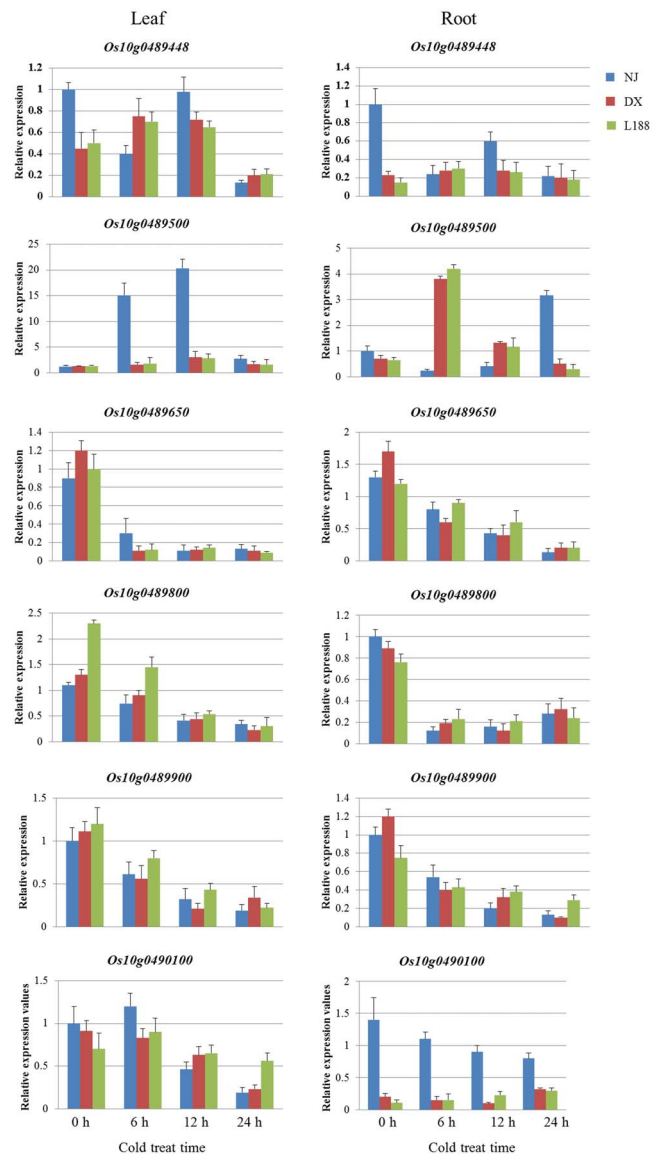 Leaf
Root
Os10g0489448
Relative expression
1.2
1
0.8
0.6
0.4
0.2
0
Os10g0489448
Relative expression
1.4
1.2
1
0.8
0.6
0.4
0.2
0
NJ
DX
L188
Os10g0489500
Relative expression
25
20
15
10
5
0
Os10g0489500
Relative expression
5
4
3
2
1
0
Os10g0489650
Relative expression
1.4
1.2
1
0.8
0.6
0.4
0.2
0
Os10g0489650
Relative expression
2
1.5
1
0.5
0
Os10g0489800
Relative expression
2.5
2
1.5
1
0.5
0
Os10g0489800
Relative expression
1.2
1
0.8
0.6
0.4
0.2
0
Os10g0489900
Relative expression
1.5
1
0.5
0
Os10g0489900
Relative expression
1.4
1.2
1
0.8
0.6
0.4
0.2
0
Os10g0490100
Relative expression values
1.5
1
0.5
0
0 h 6 h 12 h 24 h
Cold treat time
Os10g0490100
Relative expression values
2
1.5
1
0.5
0
0 h 6 h 12 h 24 h
Cold treat time